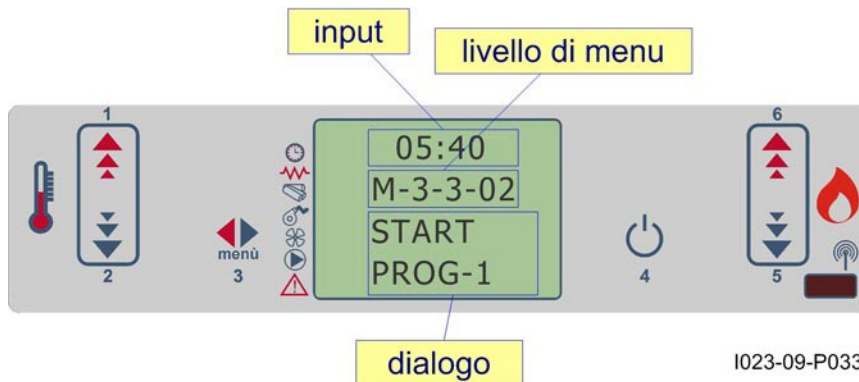 input
livello di menu
1
6
05:40
M-3-3-02
START
PROG-1
menù
2
3
4
5
dialogo
I023-09-P033